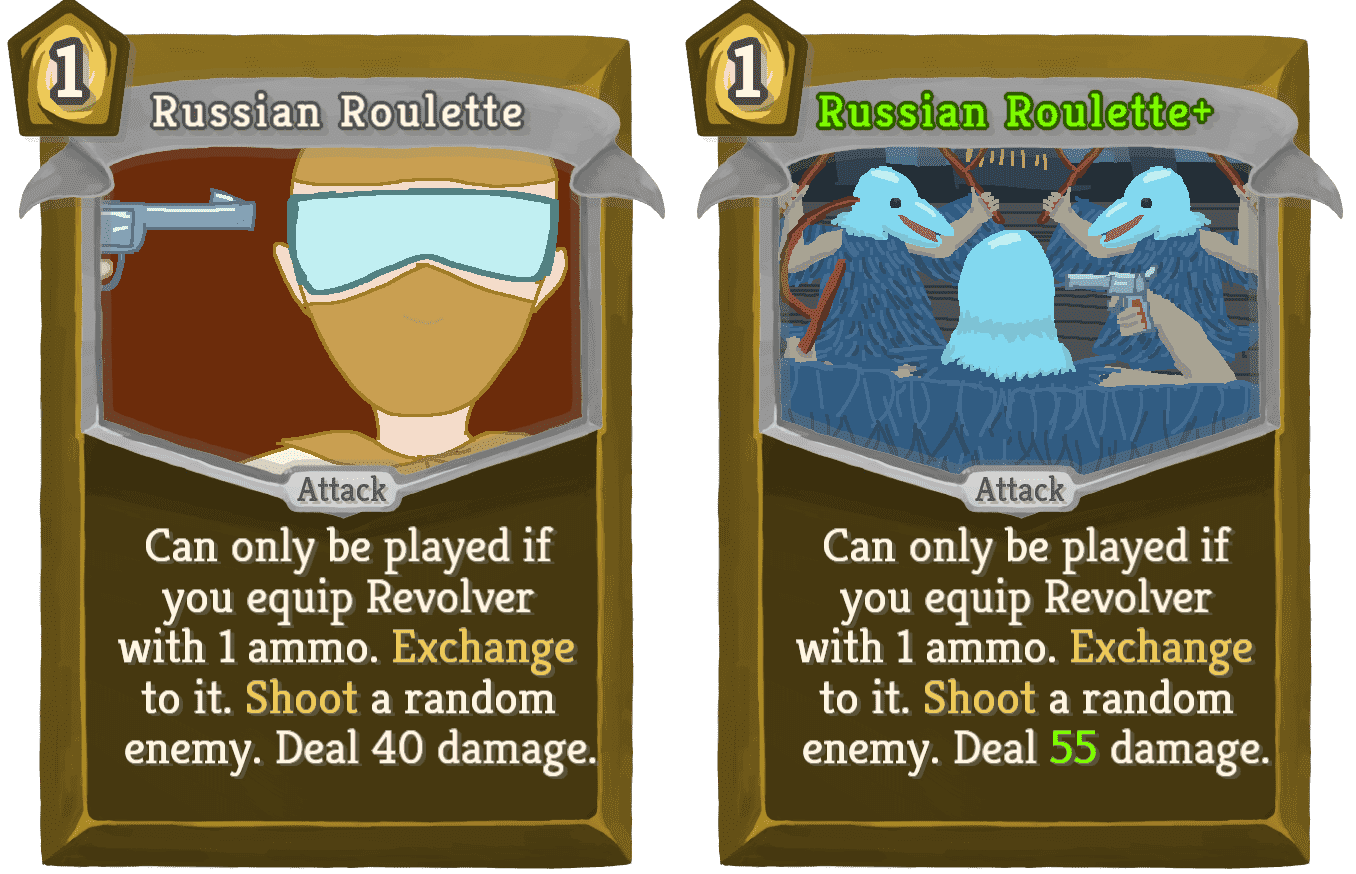 1
Russian Roulette
Attack
Can only be played if
you equip Revolver
with 1 ammo. Exchange
to it. Shoot a random
enemy. Deal 40 damage.
1
Russian Roulette+
Attack
Can only be played if
you equip Revolver
with 1 ammo. Exchange
to it. Shoot a random
enemy. Deal 55 damage.